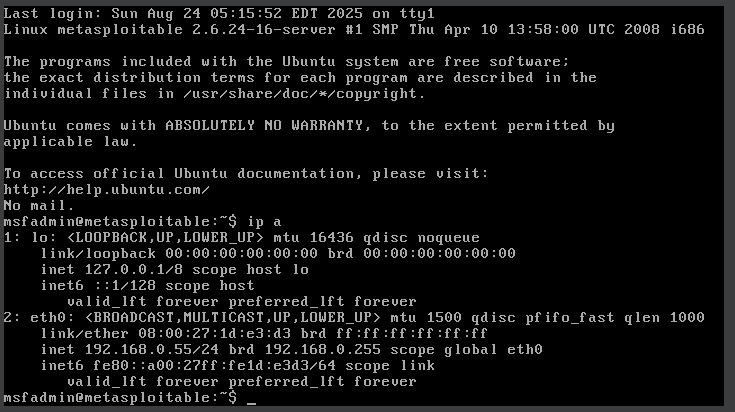 Last login: Sun Aug 24 05:15:52 EDT 2025 on tty1
Linux metasploitable 2.6.24-16-server #1 SMP Thu Apr 10 13:58:00 UTC 2008 i686
The programs included with the Ubuntu system are free software;
the exact distribution terms for each program are described in the
individual files in /usr/share/doc/*/copyright.
Ubuntu comes with ABSOLUTELY NO WARRANTY, to the extent permitted by
applicable law.
To access official Ubuntu documentation, please visit:
http://help.ubuntu.com/
No mail.
msfadmin@metasploitable:~$ ip a
1: lo: <LOOPBACK,UP,LOWER_UP> mtu 16436 qdisc noqueue
    link/loopback 00:00:00:00:00:00 brd 00:00:00:00:00:00
    inet 127.0.0.1/8 scope host lo
    inet6 ::1/128 scope host
       valid_lft forever preferred_lft forever
2: eth0: <BROADCAST,MULTICAST,UP,LOWER_UP> mtu 1500 qdisc pfifo_fast qlen 1000
    link/ether 08:00:27:1d:e3:d3 brd ff:ff:ff:ff:ff:ff
    inet 192.168.0.55/24 brd 192.168.0.255 scope global eth0
    inet6 fe80::a00:27ff:fe1d:e3d3/64 scope link
       valid_lft forever preferred_lft forever
msfadmin@metasploitable:~$ _